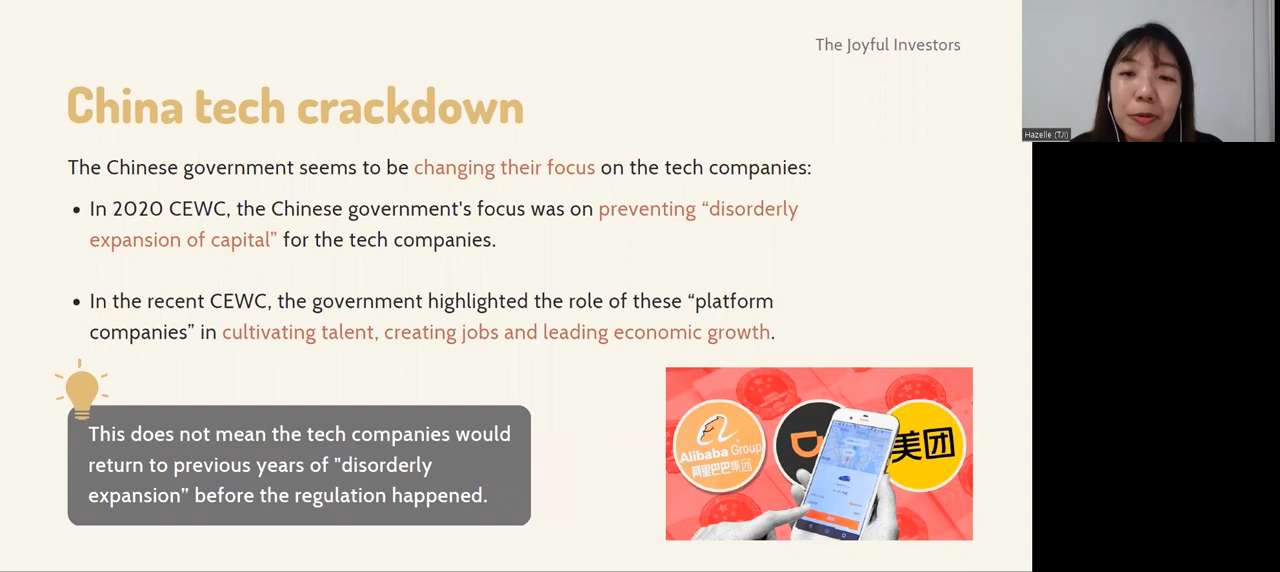 The Joyful Investors
China tech crackdown
The Chinese government seems to be changing their focus on the tech companies:
• In 2020 CEWC, the Chinese government's focus was on preventing “disorderly
expansion of capital” for the tech companies.
• In the recent CEWC, the government highlighted the role of these “platform
companies” in cultivating talent, creating jobs and leading economic growth.
This does not mean the tech companies would
return to previous years of "disorderly
expansion” before the regulation happened.
Alibaba Group
阿里巴巴集团
美团
Hazelle (TJI)